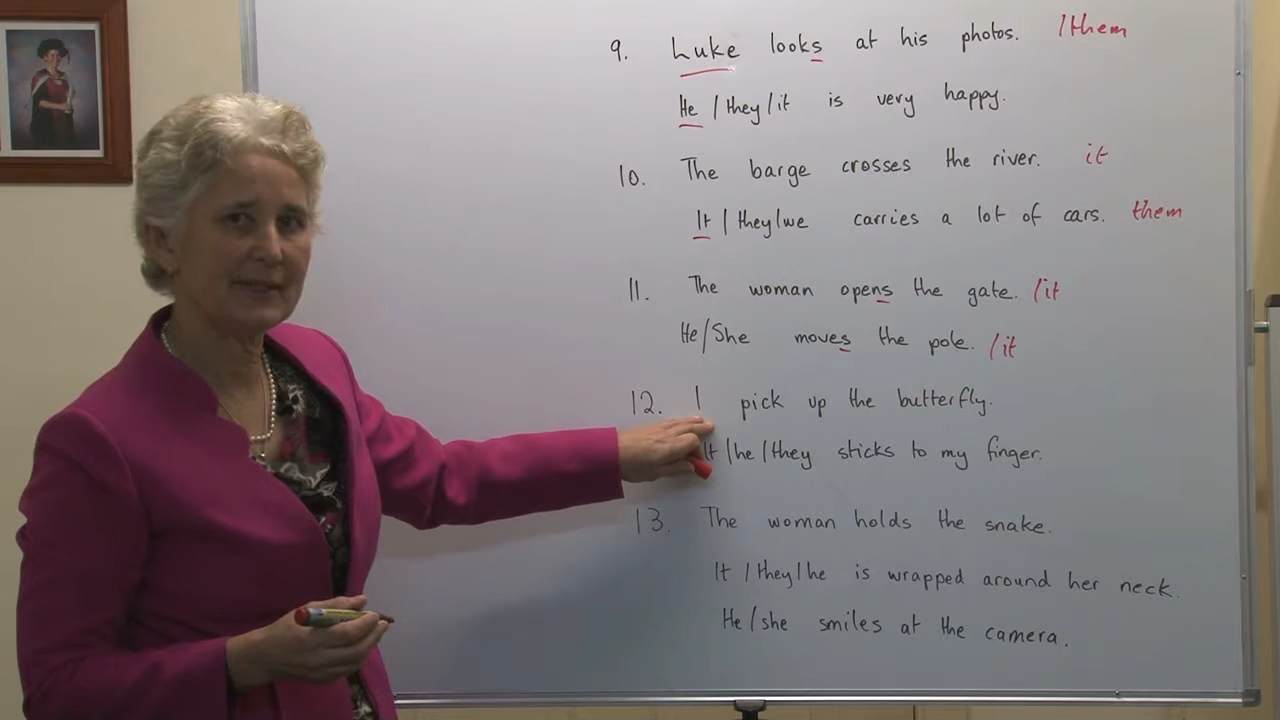 9. Luke looks at his photos. /them
He /they/it is very happy.
10. The barge crosses the river. it
It / they/we carries a lot of cars. them
11. The woman opens the gate. /it
He/She moves the pole. /it
12. I pick up the butterfly.
It /he /they sticks to my finger.
13. The woman holds the snake.
It /they/he is wrapped around her neck.
He/she smiles at the camera.